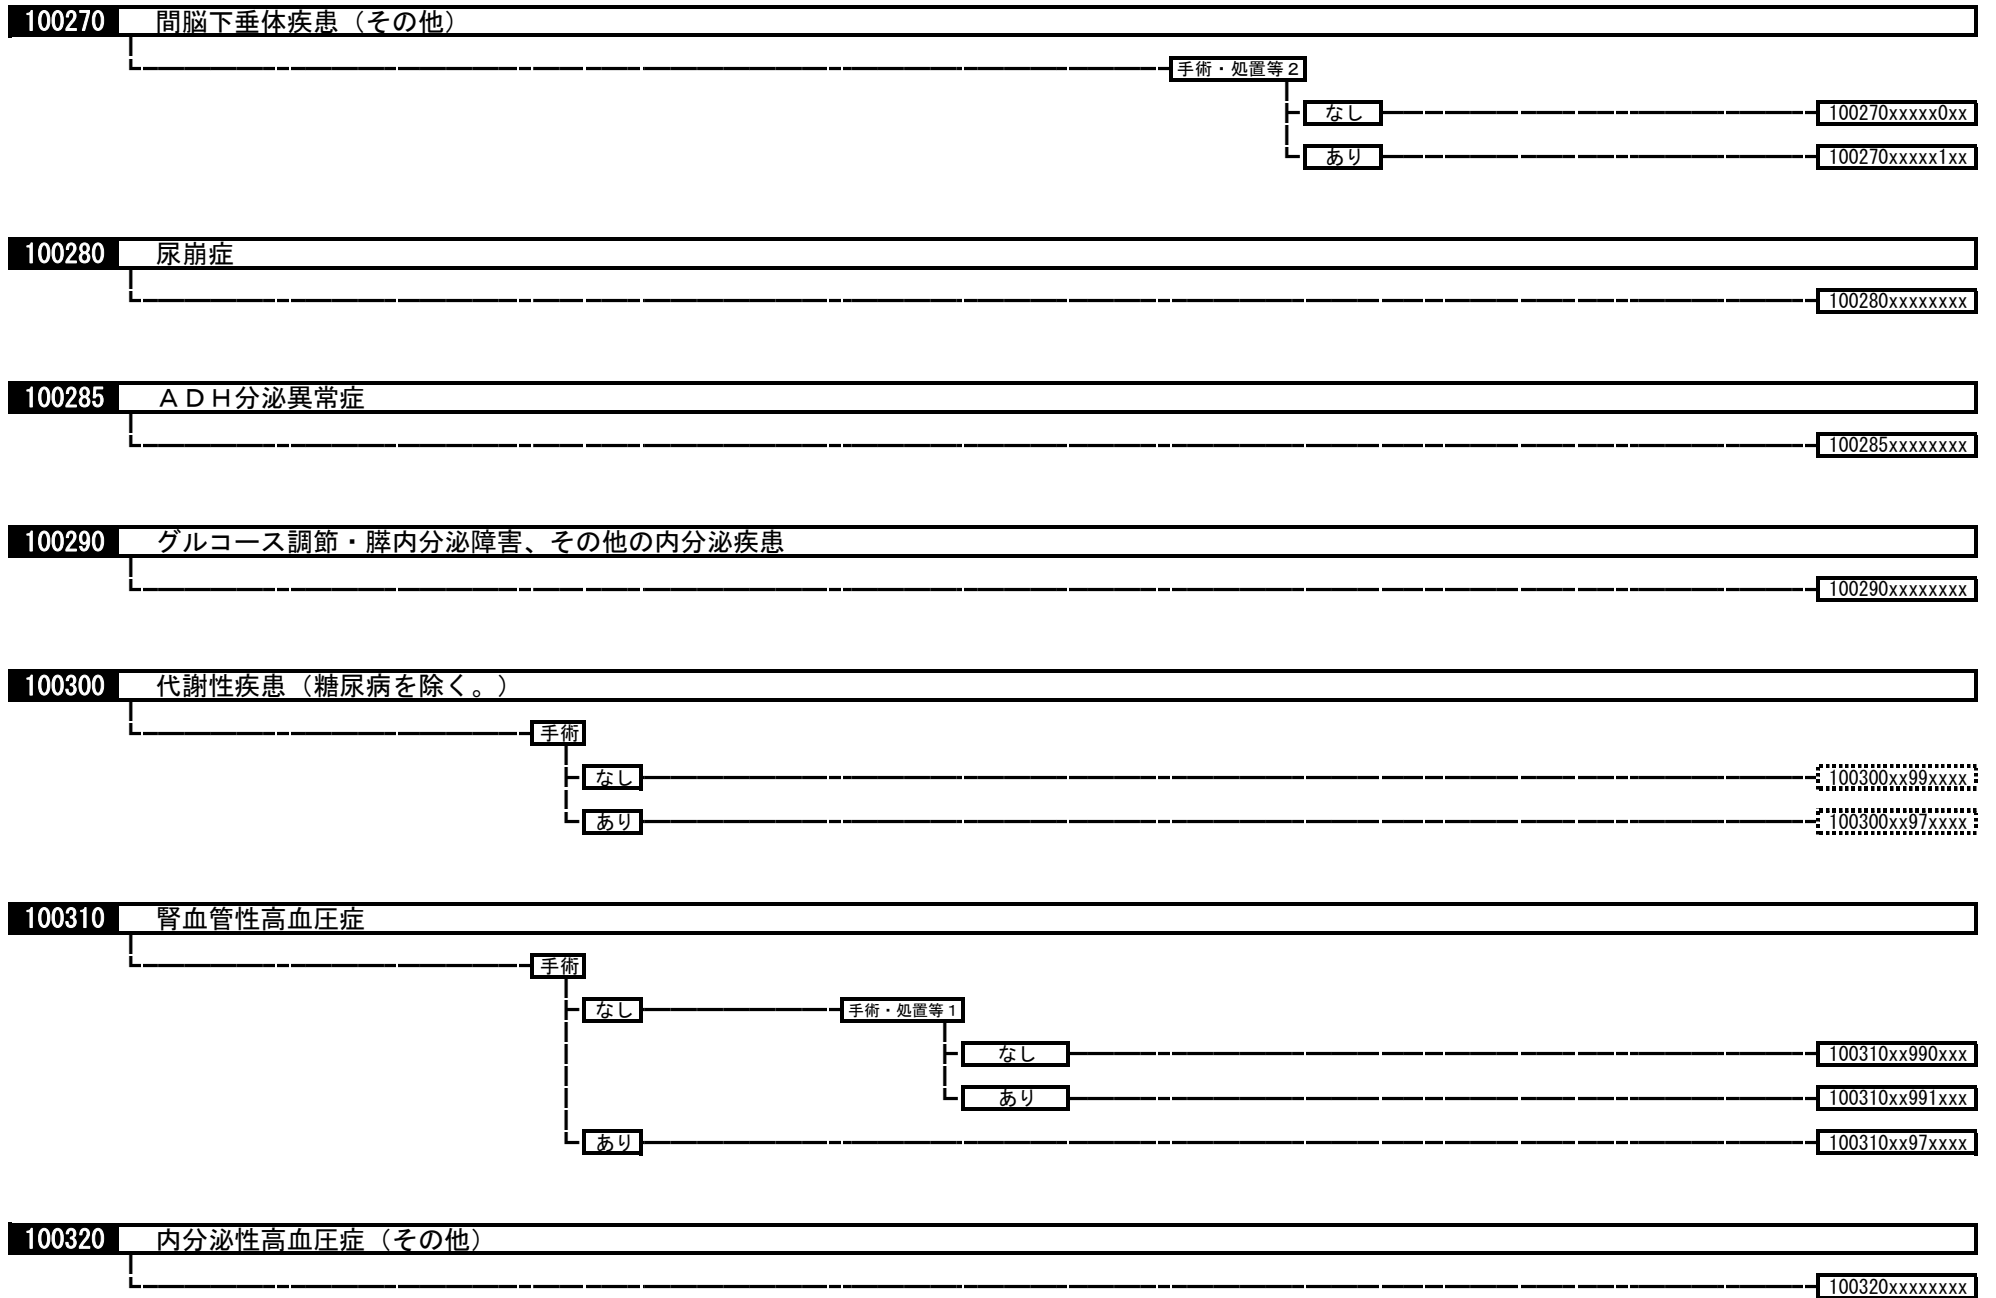 100270 間脳下垂体疾患（その他）
手術・処置等２
なし 100270xxxxx0xx
あり 100270xxxxx1xx
100280 尿崩症
100280xxxxxxxx
100285 ＡＤＨ分泌異常症
100285xxxxxxxx
100290 グルコース調節・膵内分泌障害、その他の内分泌疾患
100290xxxxxxxx
100300 代謝性疾患（糖尿病を除く。）
手術
なし 100300xx99xxxx
あり 100300xx97xxxx
100310 腎血管性高血圧症
手術
なし 手術・処置等１
なし 100310xx990xxx
あり 100310xx991xxx
あり 100310xx97xxxx
100320 内分泌性高血圧症（その他）
100320xxxxxxxx